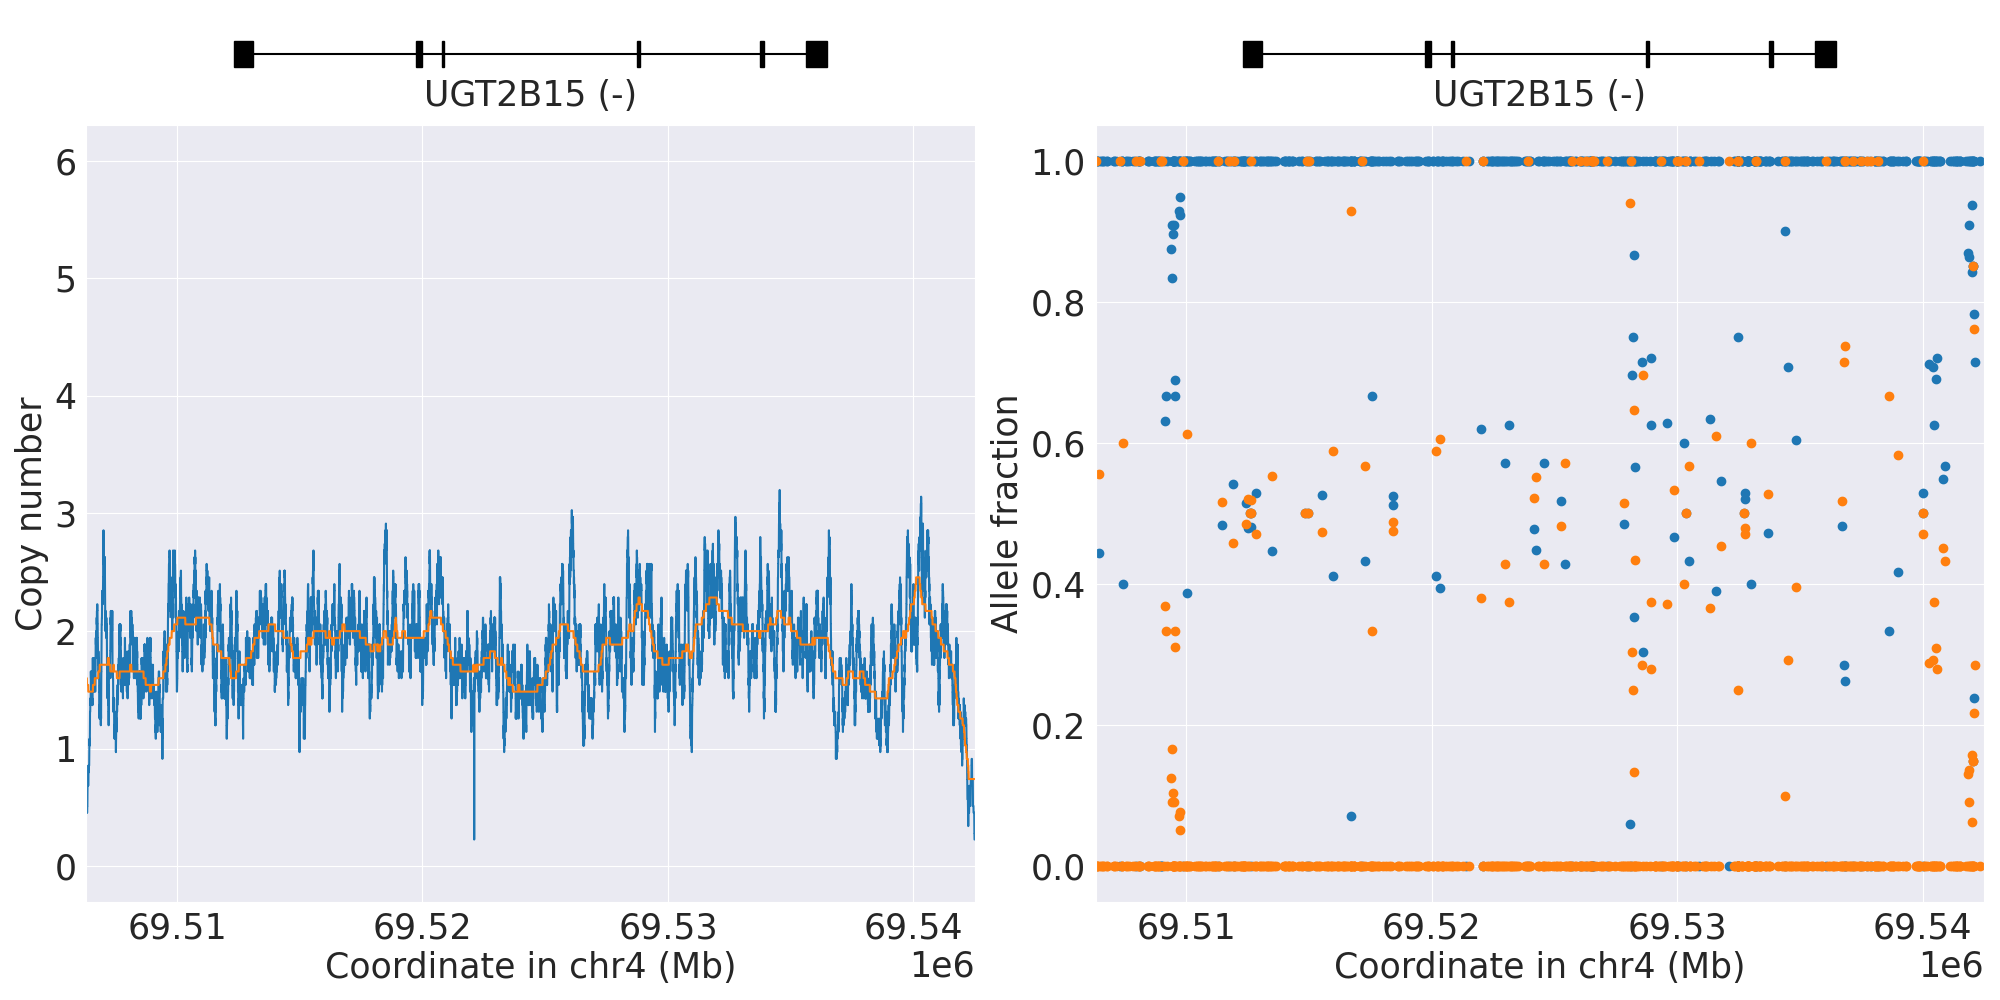 UGT2B15 (-)
6
5
4
3
2
1
0
Copy number
69.51 69.52 69.53 69.54
Coordinate in chr4 (Mb)
1e6
UGT2B15 (-)
1.0
0.8
0.6
0.4
0.2
0.0
Allele fraction
69.51 69.52 69.53 69.54
Coordinate in chr4 (Mb)
1e6